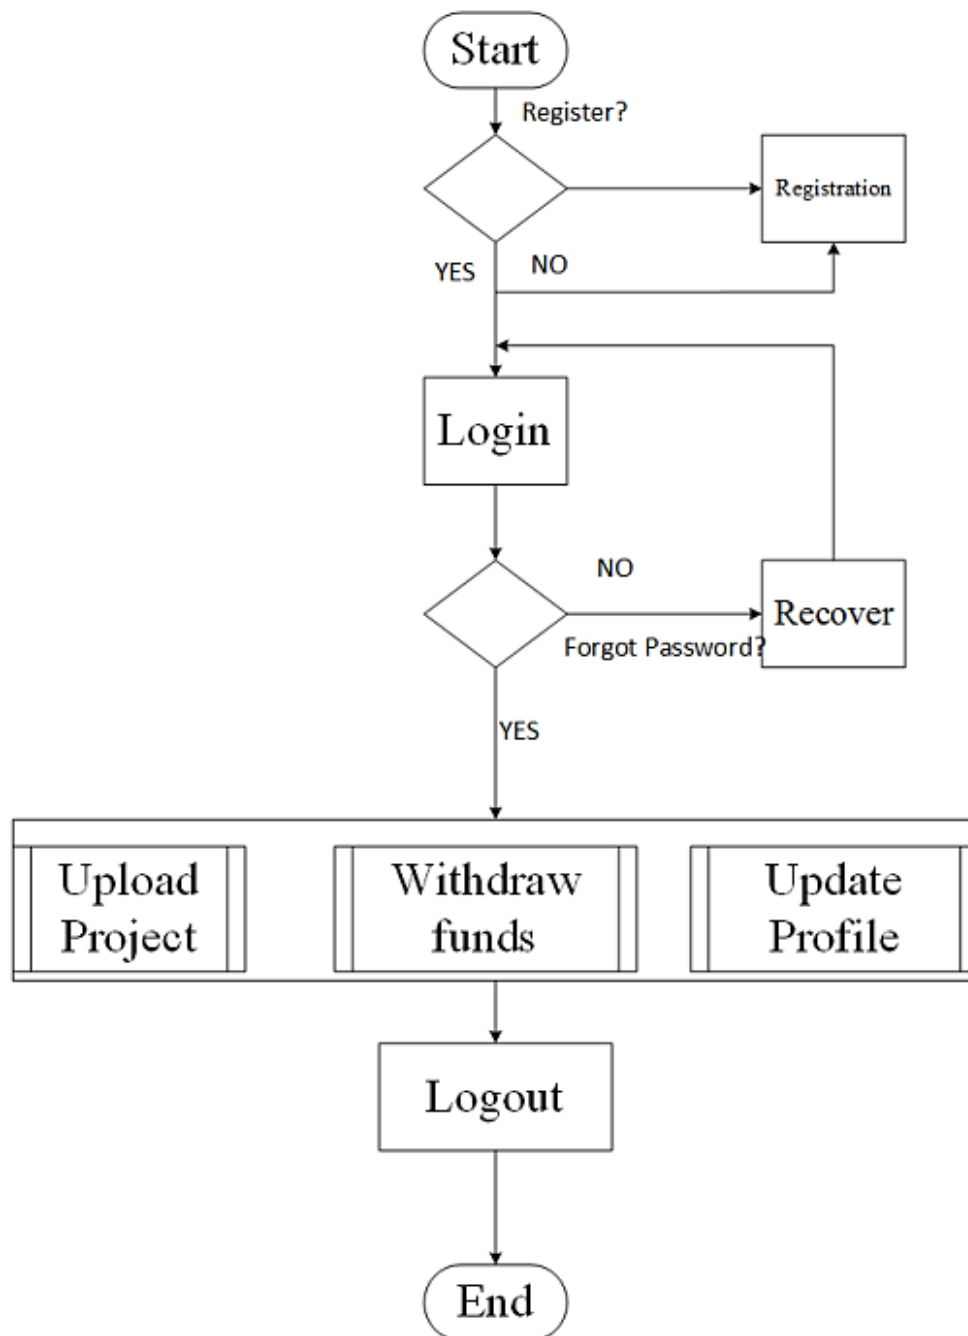 Start
Register?
Registration
YES
NO
Login
NO
Forgot Password?
Recover
YES
Upload
Project
Withdraw
funds
Update
Profile
Logout
End